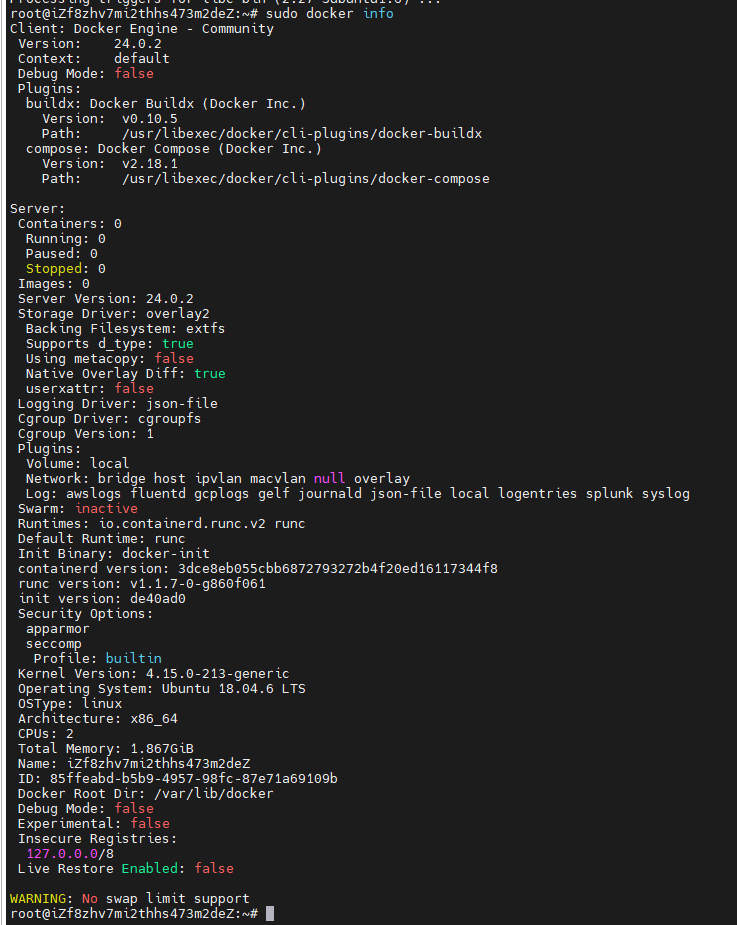 Processing triggers for libc-bin (2.27-3ubuntu1.6) ...
root@iZf8zhv7mi2thhs473m2deZ:~# sudo docker info
Client: Docker Engine - Community
 Version:    24.0.2
 Context:    default
 Debug Mode: false
 Plugins:
  buildx: Docker Buildx (Docker Inc.)
    Version:  v0.10.5
    Path:     /usr/libexec/docker/cli-plugins/docker-buildx
  compose: Docker Compose (Docker Inc.)
    Version:  v2.18.1
    Path:     /usr/libexec/docker/cli-plugins/docker-compose

Server:
 Containers: 0
  Running: 0
  Paused: 0
  Stopped: 0
 Images: 0
 Server Version: 24.0.2
 Storage Driver: overlay2
  Backing Filesystem: extfs
  Supports d_type: true
  Using metacopy: false
  Native Overlay Diff: true
  userxattr: false
 Logging Driver: json-file
 Cgroup Driver: cgroupfs
 Cgroup Version: 1
 Plugins:
  Volume: local
  Network: bridge host ipvlan macvlan null overlay
  Log: awslogs fluentd gcplogs gelf journald json-file local logentries splunk syslog
 Swarm: inactive
 Runtimes: io.containerd.runc.v2 runc
 Default Runtime: runc
 Init Binary: docker-init
 containerd version: 3dce8eb055cbb6872793272b4f20ed16117344f8
 runc version: v1.1.7-0-g860f061
 init version: de40ad0
 Security Options:
  apparmor
  seccomp
   Profile: builtin
 Kernel Version: 4.15.0-213-generic
 Operating System: Ubuntu 18.04.6 LTS
 OSType: linux
 Architecture: x86_64
 CPUs: 2
 Total Memory: 1.867GiB
 Name: iZf8zhv7mi2thhs473m2deZ
 ID: 85ffeabd-b5b9-4957-98fc-87e71a69109b
 Docker Root Dir: /var/lib/docker
 Debug Mode: false
 Experimental: false
 Insecure Registries:
  127.0.0.0/8
 Live Restore Enabled: false

WARNING: No swap limit support
root@iZf8zhv7mi2thhs473m2deZ:~#